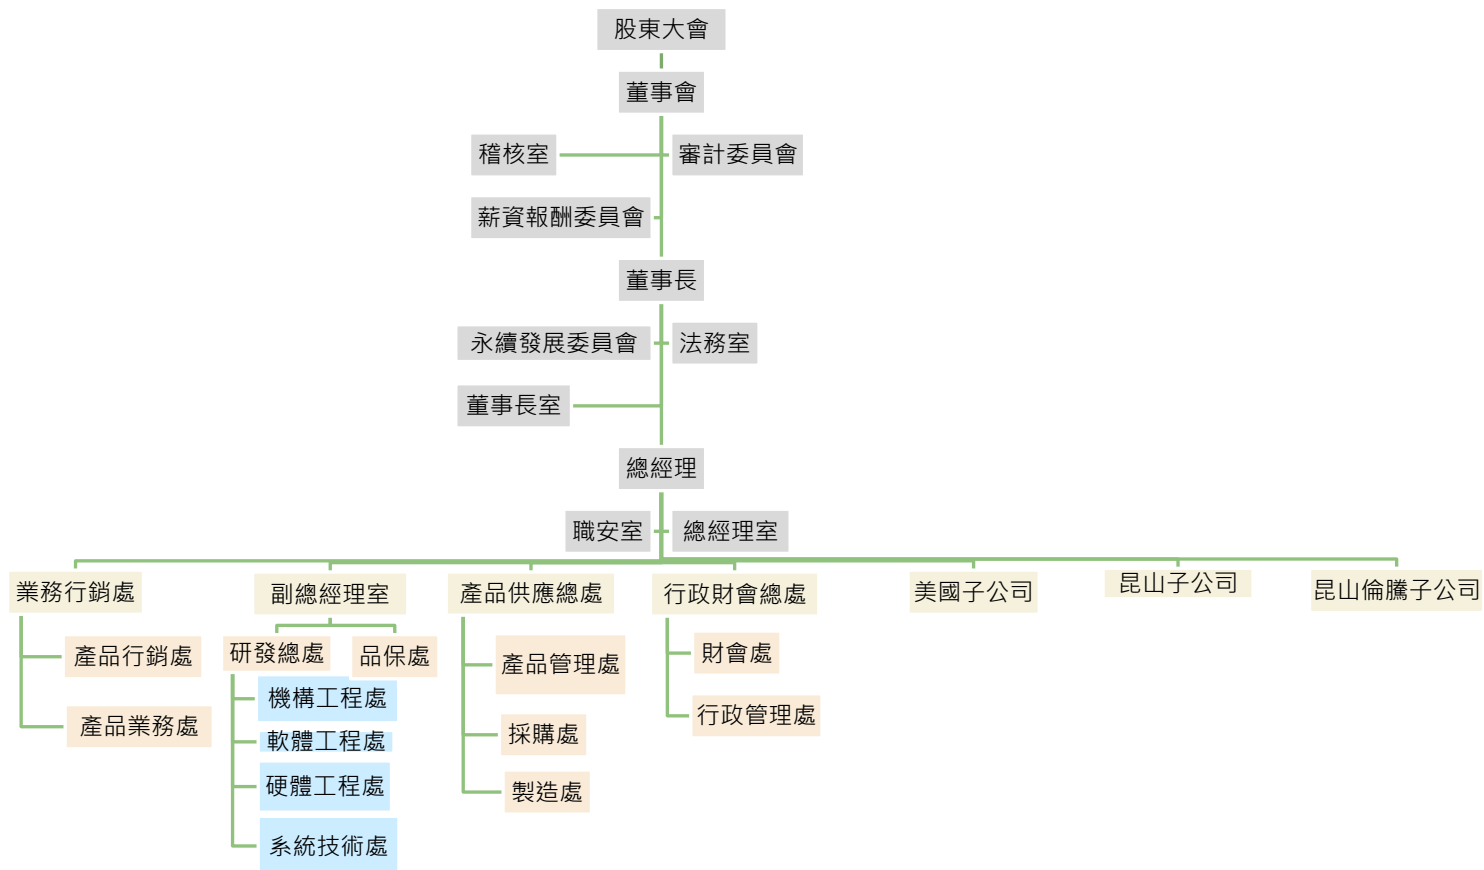 股東大會
董事會
稽核室
審計委員會
薪資報酬委員會
董事長
永續發展委員會
法務室
董事長室
總經理
職安室
總經理室
業務行銷處
副總經理室
產品供應總處
行政財會總處
美國子公司
昆山子公司
昆山倫騰子公司
產品行銷處
產品業務處
研發總處
品保處
機構工程處
軟體工程處
硬體工程處
系統技術處
產品管理處
採購處
製造處
財會處
行政管理處